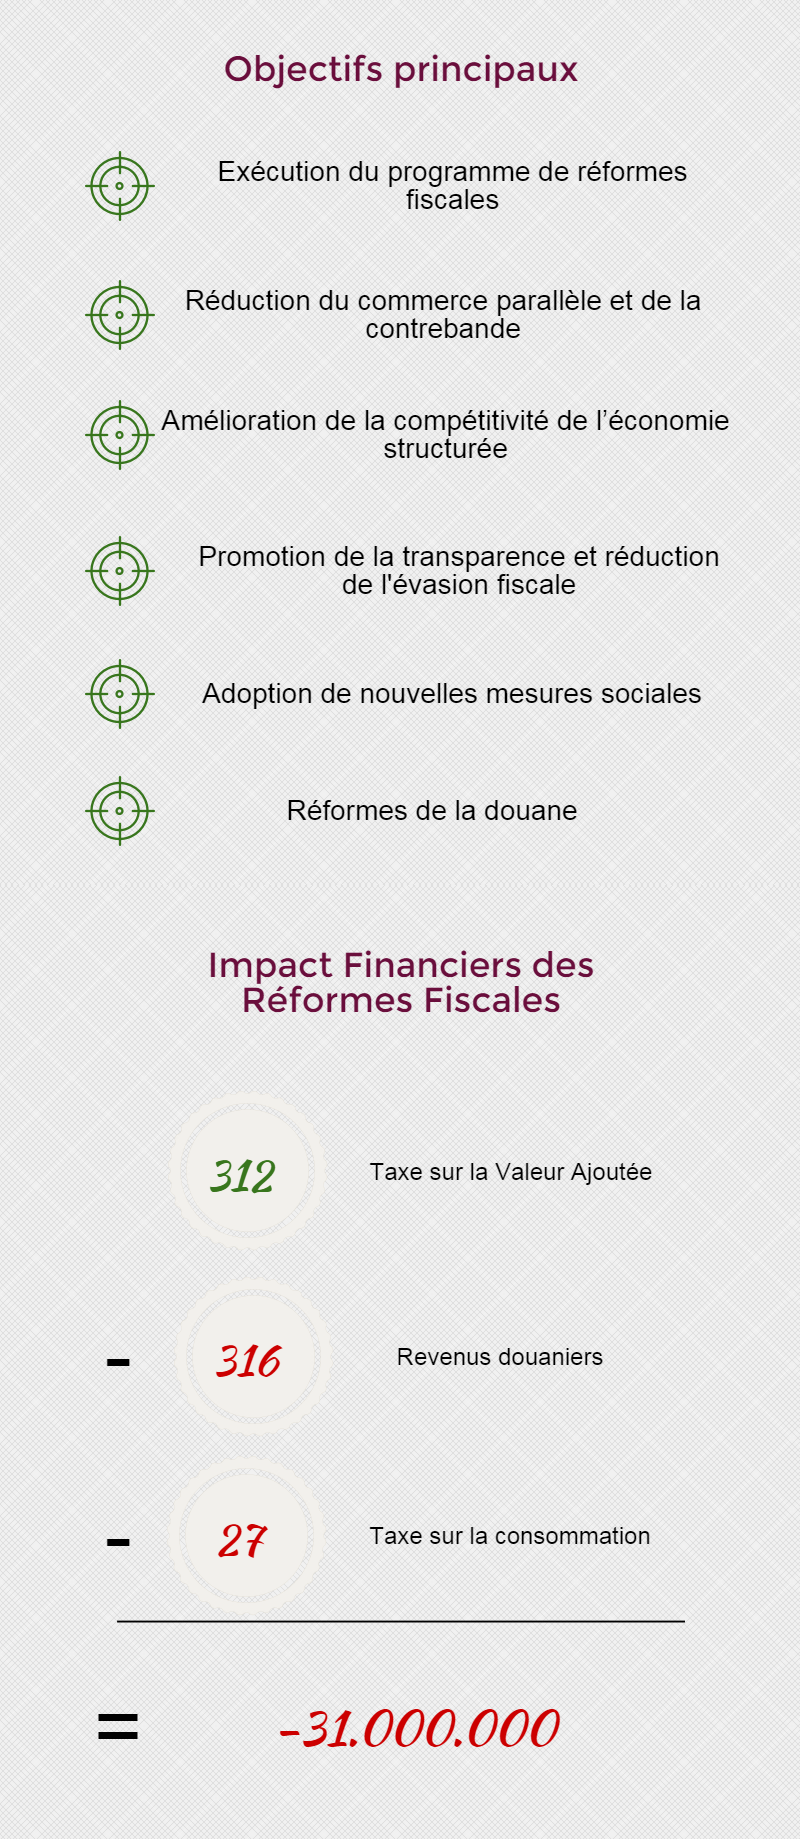 Objectifs principaux
Exécution du programme de réformes
fiscales
Réduction du commerce parallèle et de la
contrebande
Amélioration de la compétitivité de l’économie
structurée
Promotion de la transparence et réduction
de l'évasion fiscale
Adoption de nouvelles mesures sociales
Réformes de la douane
Impact Financiers des
Réformes Fiscales
312 Taxe sur la Valeur Ajoutée
- 316 Revenus douaniers
- 27 Taxe sur la consommation
= -31.000.000